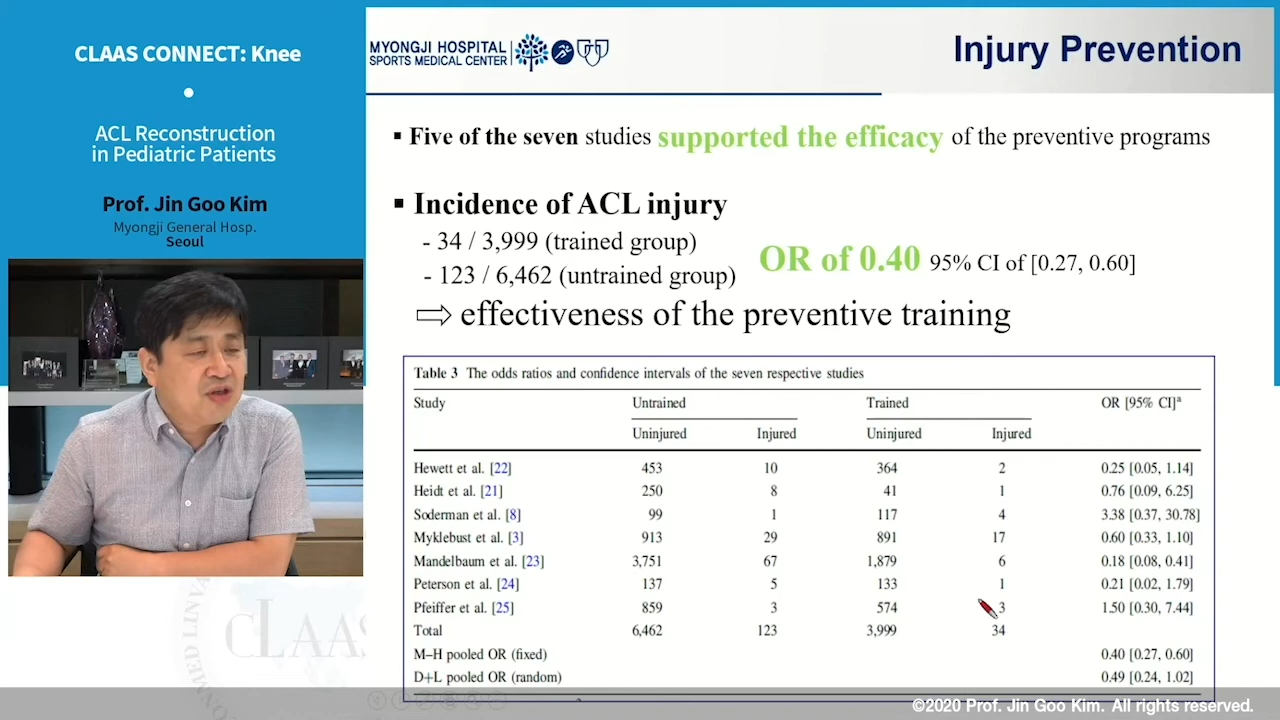 CLAAS CONNECT: Knee
ACL Reconstruction
in Pediatric Patients
Prof. Jin Goo Kim
Myongji General Hosp.
Seoul
MYONGJI HOSPITAL
SPORTS MEDICAL CENTER
Injury Prevention
▪ Five of the seven studies supported the efficacy of the preventive programs
▪ Incidence of ACL injury
- 34 / 3,999 (trained group)
- 123 / 6,462 (untrained group)
OR of 0.40 95% CI of [0.27, 0.60]
⇨ effectiveness of the preventive training
Table 3 The odds ratios and confidence intervals of the seven respective studies
Study Untrained Trained OR [95% CI]ᵃ
Uninjured Injured Uninjured Injured
Hewett et al. [22] 453 10 364 2 0.25 [0.05, 1.14]
Heidt et al. [21] 250 8 41 1 0.76 [0.09, 6.25]
Soderman et al. [8] 99 1 117 4 3.38 [0.37, 30.78]
Myklebust et al. [3] 913 29 891 17 0.60 [0.33, 1.10]
Mandelbaum et al. [23] 3,751 67 1,879 6 0.18 [0.08, 0.41]
Peterson et al. [24] 137 5 133 1 0.21 [0.02, 1.79]
Pfeiffer et al. [25] 859 3 574 3 1.50 [0.30, 7.44]
Total 6,462 123 3,999 34
M–H pooled OR (fixed) 0.40 [0.27, 0.60]
D+L pooled OR (random) 0.49 [0.24, 1.02]
cLAAS
©2020 Prof. Jin Goo Kim. All rights reserved.